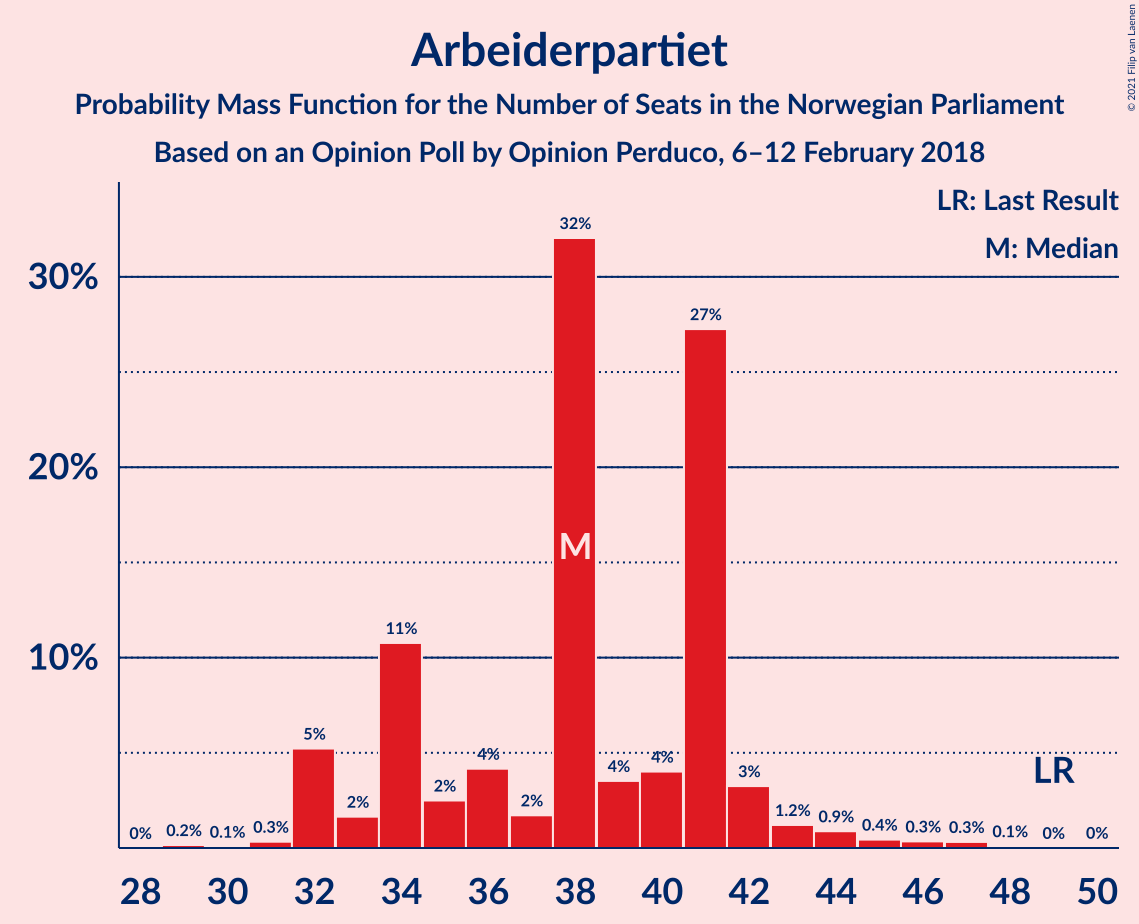 Arbeiderpartiet
Probability Mass Function for the Number of Seats in the Norwegian Parliament
Based on an Opinion Poll by Opinion Perduco, 6–12 February 2018
© 2021 Filip van Laenen
LR: Last Result
M: Median
30%
20%
10%
0%
0.2%
0.1%
0.3%
5%
2%
11%
2%
4%
2%
32%
M
4%
4%
27%
3%
1.2%
0.9%
0.4%
0.3%
0.3%
0.1%
0%
LR
0%
28 30 32 34 36 38 40 42 44 46 48 50